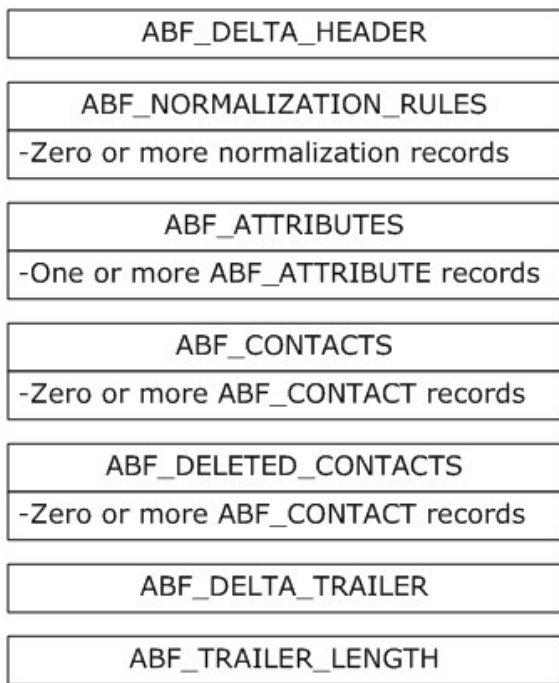 ABF_DELTA_HEADER
ABF_NORMALIZATION_RULES
-Zero or more normalization records
ABF_ATTRIBUTES
-One or more ABF_ATTRIBUTE records
ABF_CONTACTS
-Zero or more ABF_CONTACT records
ABF_DELETED_CONTACTS
-Zero or more ABF_CONTACT records
ABF_DELTA_TRAILER
ABF_TRAILER_LENGTH